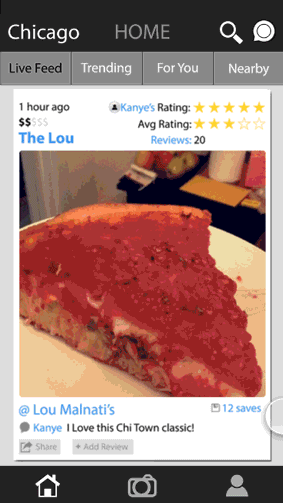 Chicago HOME
Live Feed Trending For You Nearby
1 hour ago Kanye's Rating:
$$$$$ Avg Rating:
The Lou Reviews: 20
@ Lou Malnati's 12 saves
Kanye I Love this Chi Town classic!
Share + Add Review